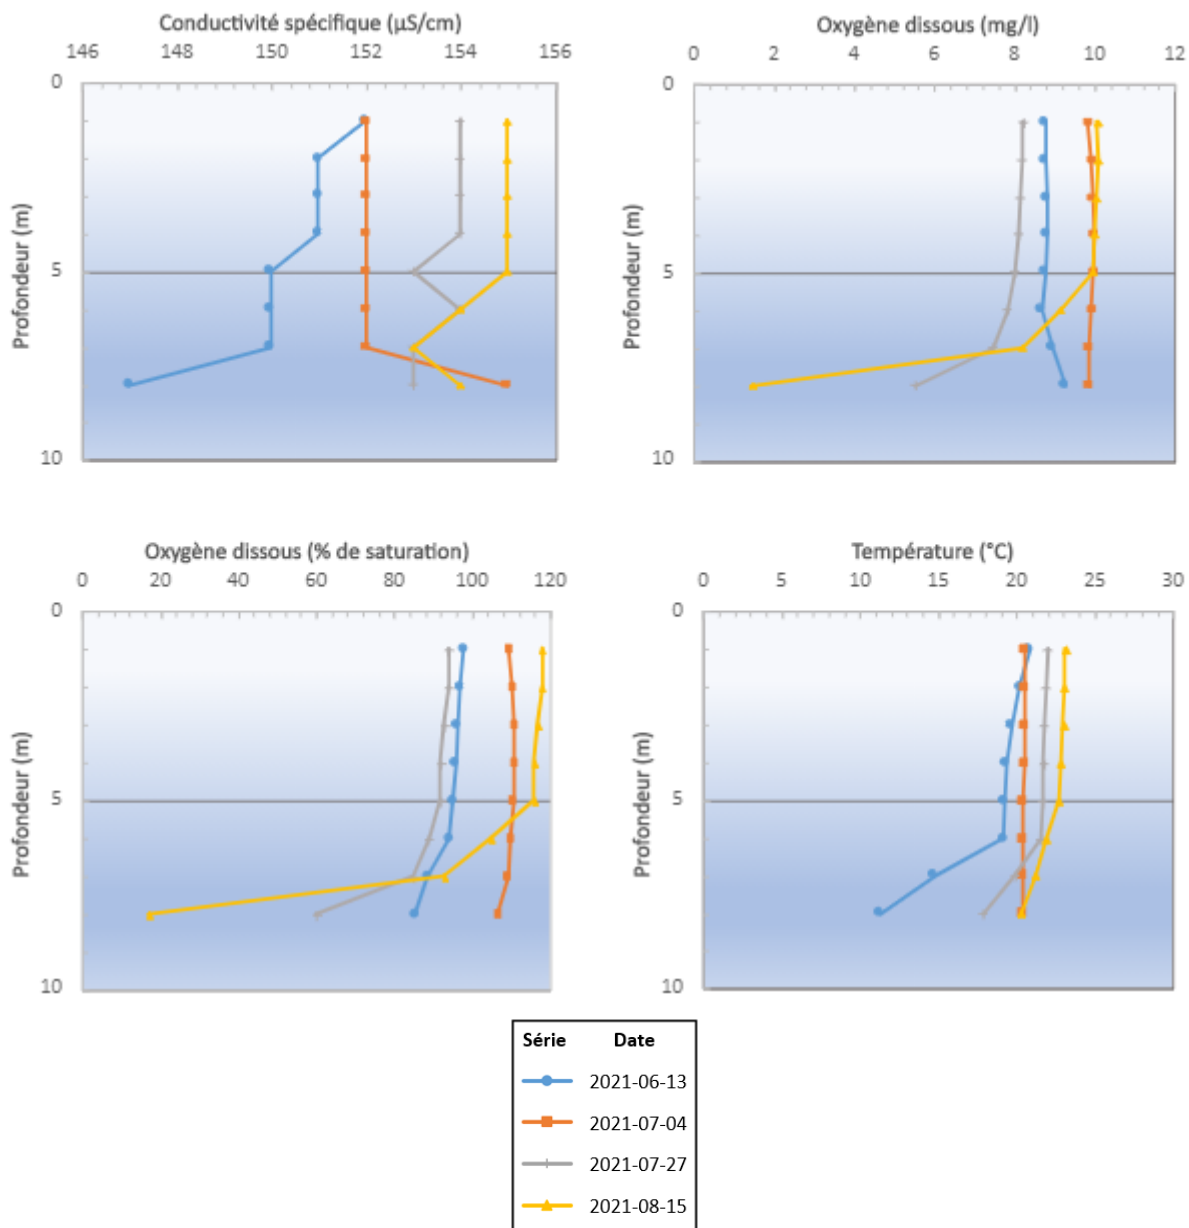 Conductivité spécifique (µS/cm)
146 148 150 152 154 156
0
5
10
Profondeur (m)
Oxygène dissous (mg/l)
0 2 4 6 8 10 12
0
5
10
Profondeur (m)
Oxygène dissous (% de saturation)
0 20 40 60 80 100 120
0
5
10
Profondeur (m)
Température (°C)
0 5 10 15 20 25 30
0
5
10
Profondeur (m)
Série Date
2021-06-13
2021-07-04
2021-07-27
2021-08-15